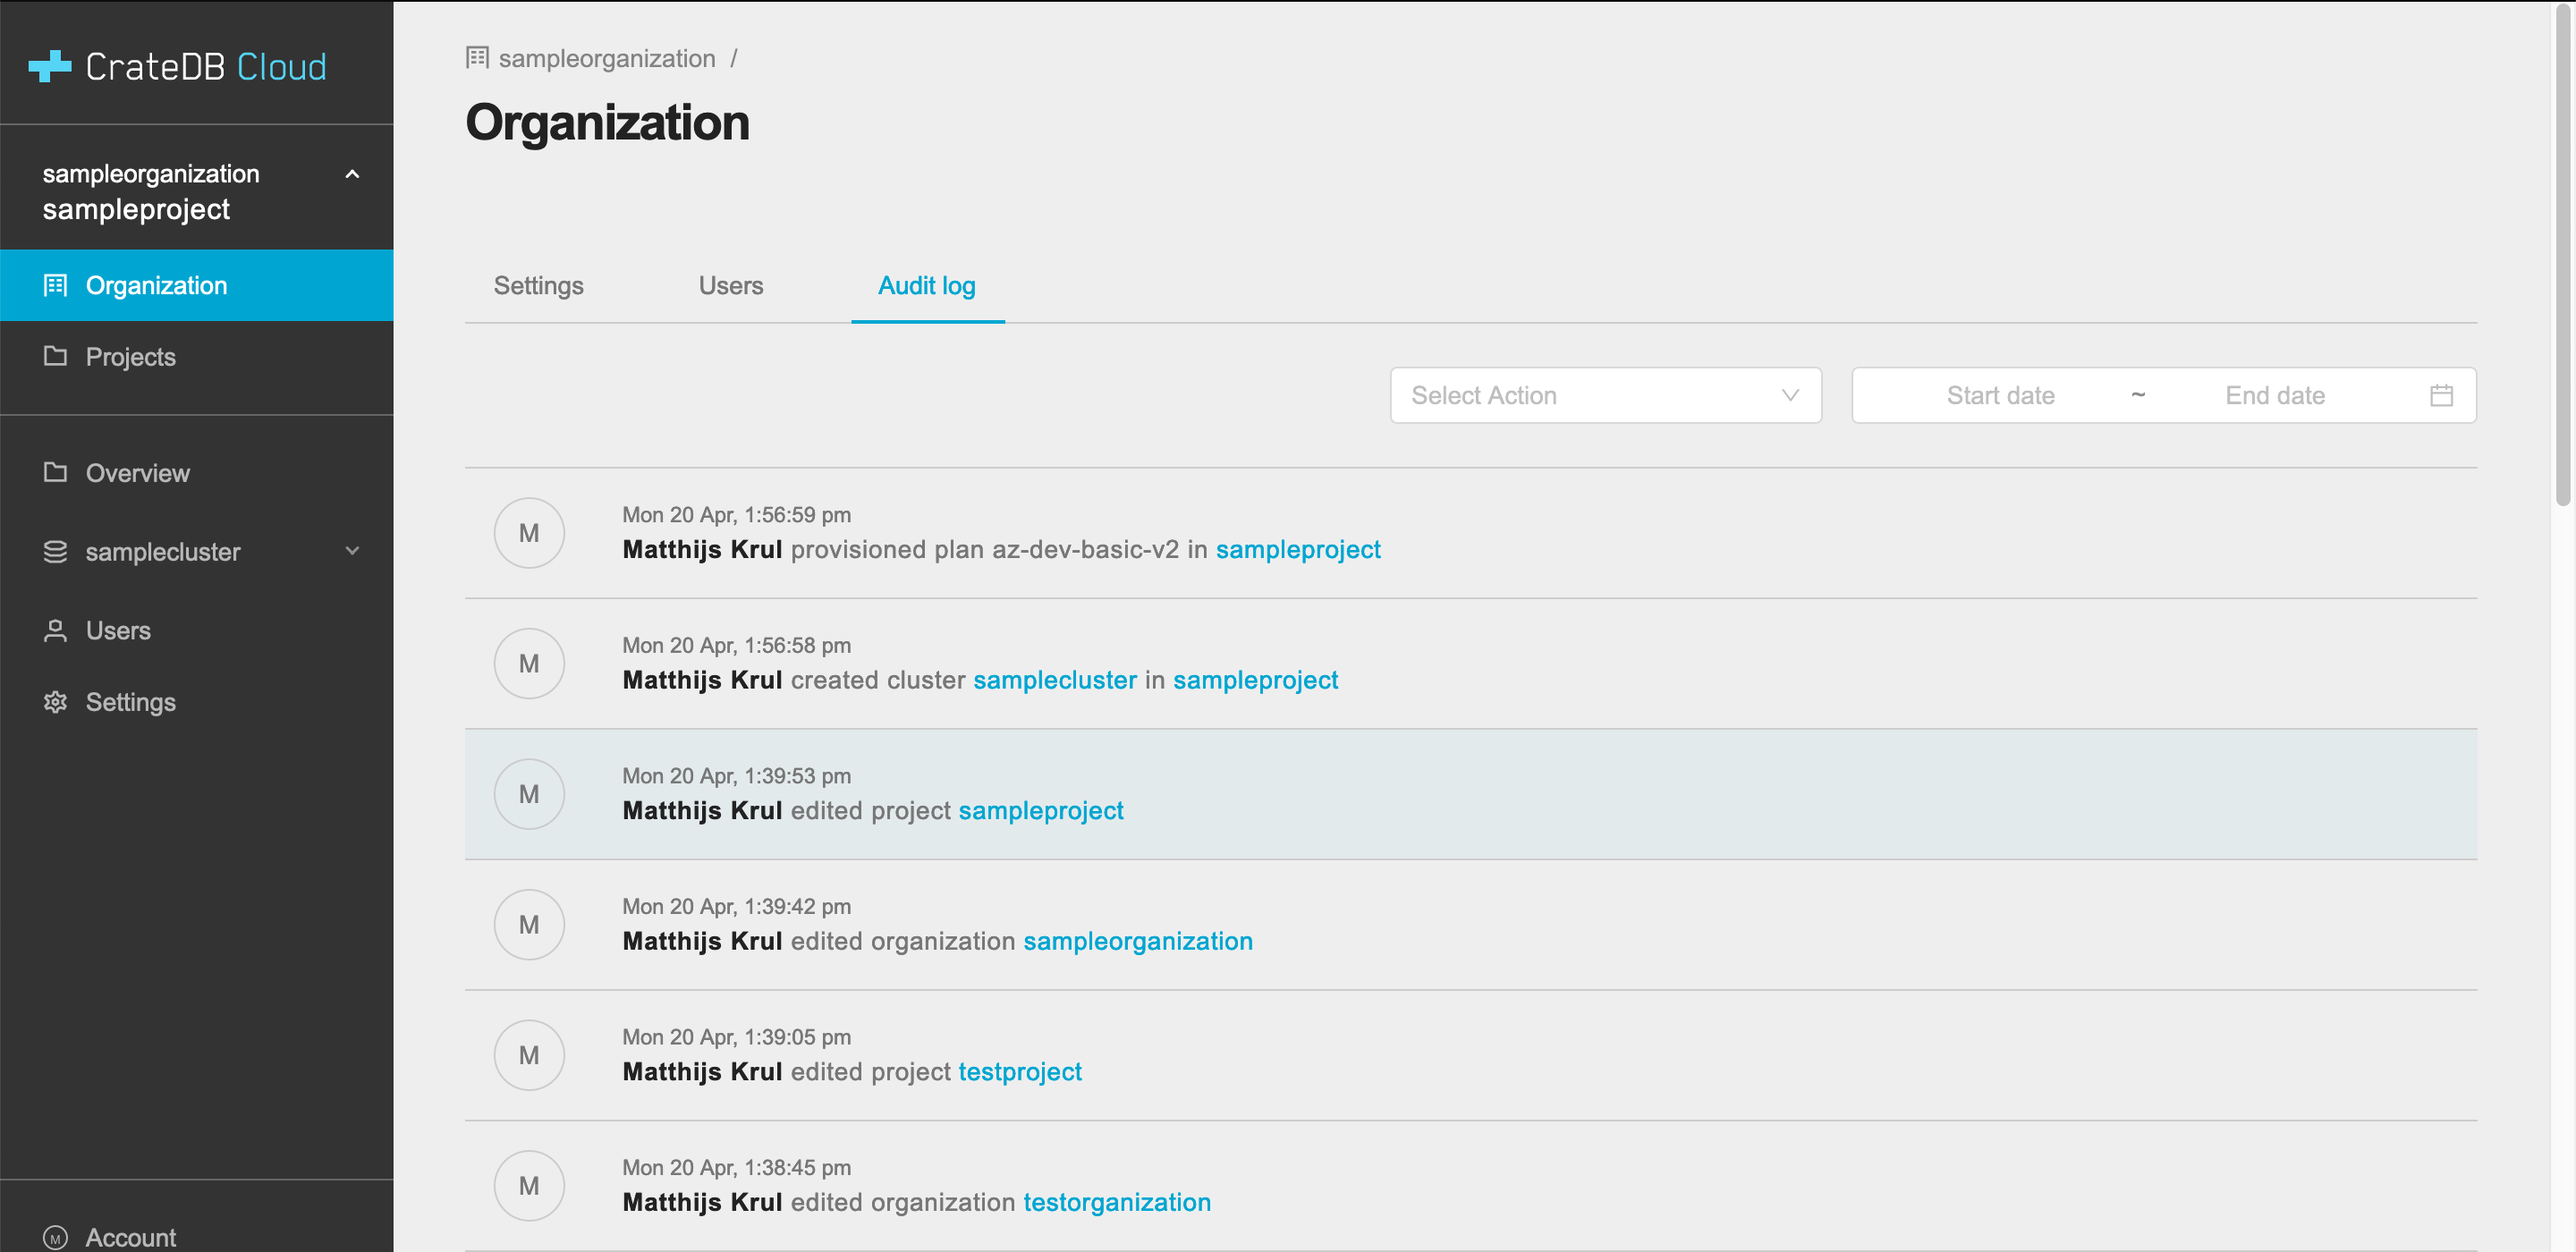 CrateDB Cloud
sampleorganization
sampleproject
Organization
Projects
Overview
samplecluster
Users
Settings
M Account
sampleorganization /
Organization
Settings Users Audit log
Select Action Start date ~ End date
M
Mon 20 Apr, 1:56:59 pm
Matthijs Krul provisioned plan az-dev-basic-v2 in sampleproject
M
Mon 20 Apr, 1:56:58 pm
Matthijs Krul created cluster samplecluster in sampleproject
M
Mon 20 Apr, 1:39:53 pm
Matthijs Krul edited project sampleproject
M
Mon 20 Apr, 1:39:42 pm
Matthijs Krul edited organization sampleorganization
M
Mon 20 Apr, 1:39:05 pm
Matthijs Krul edited project testproject
M
Mon 20 Apr, 1:38:45 pm
Matthijs Krul edited organization testorganization